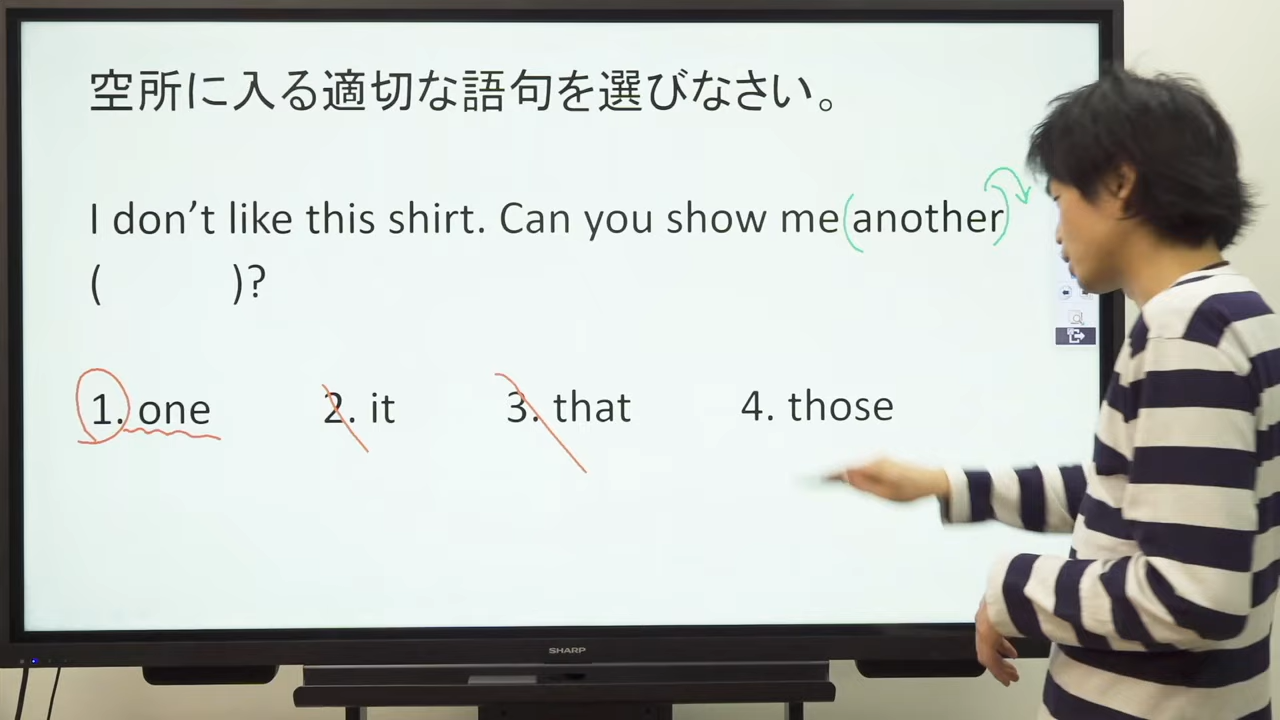 空所に入る適切な語句を選びなさい。
I don't like this shirt. Can you show me (another)
(          )?
1. one 2. it 3. that 4. those
SHARP